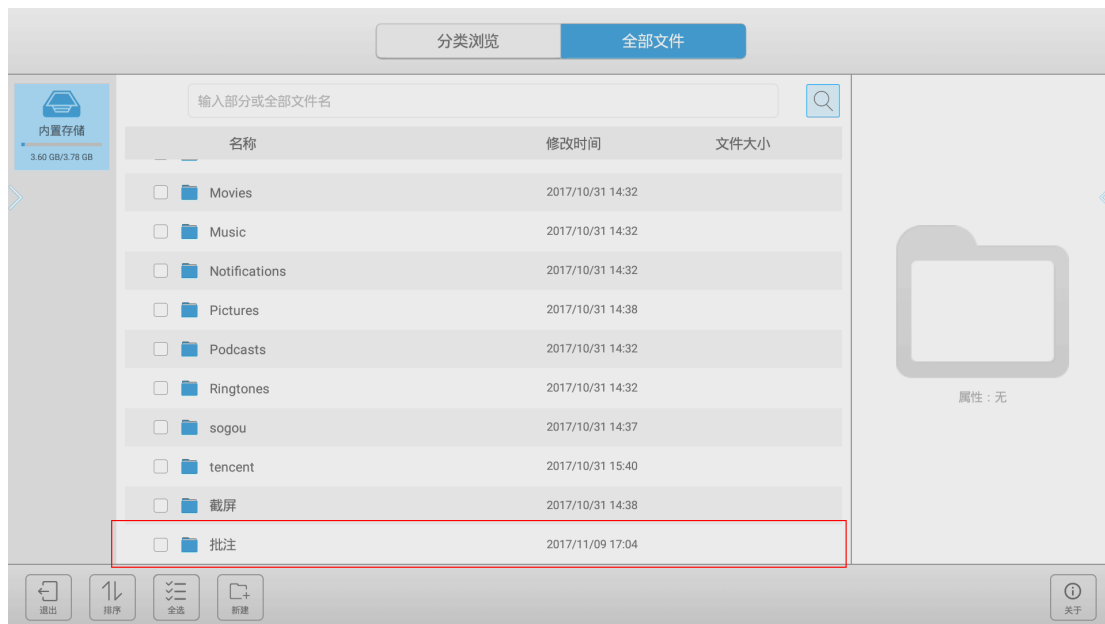 分类浏览 全部文件
内置存储
3.60 GB/3.78 GB
输入部分或全部文件名
名称 修改时间 文件大小
Movies 2017/10/31 14:32
Music 2017/10/31 14:32
Notifications 2017/10/31 14:32
Pictures 2017/10/31 14:38
Podcasts 2017/10/31 14:32
Ringtones 2017/10/31 14:32
sogou 2017/10/31 14:37
tencent 2017/10/31 15:40
截屏 2017/10/31 14:38
批注 2017/11/09 17:04
属性：无
退出 排序 全选 新建 关于